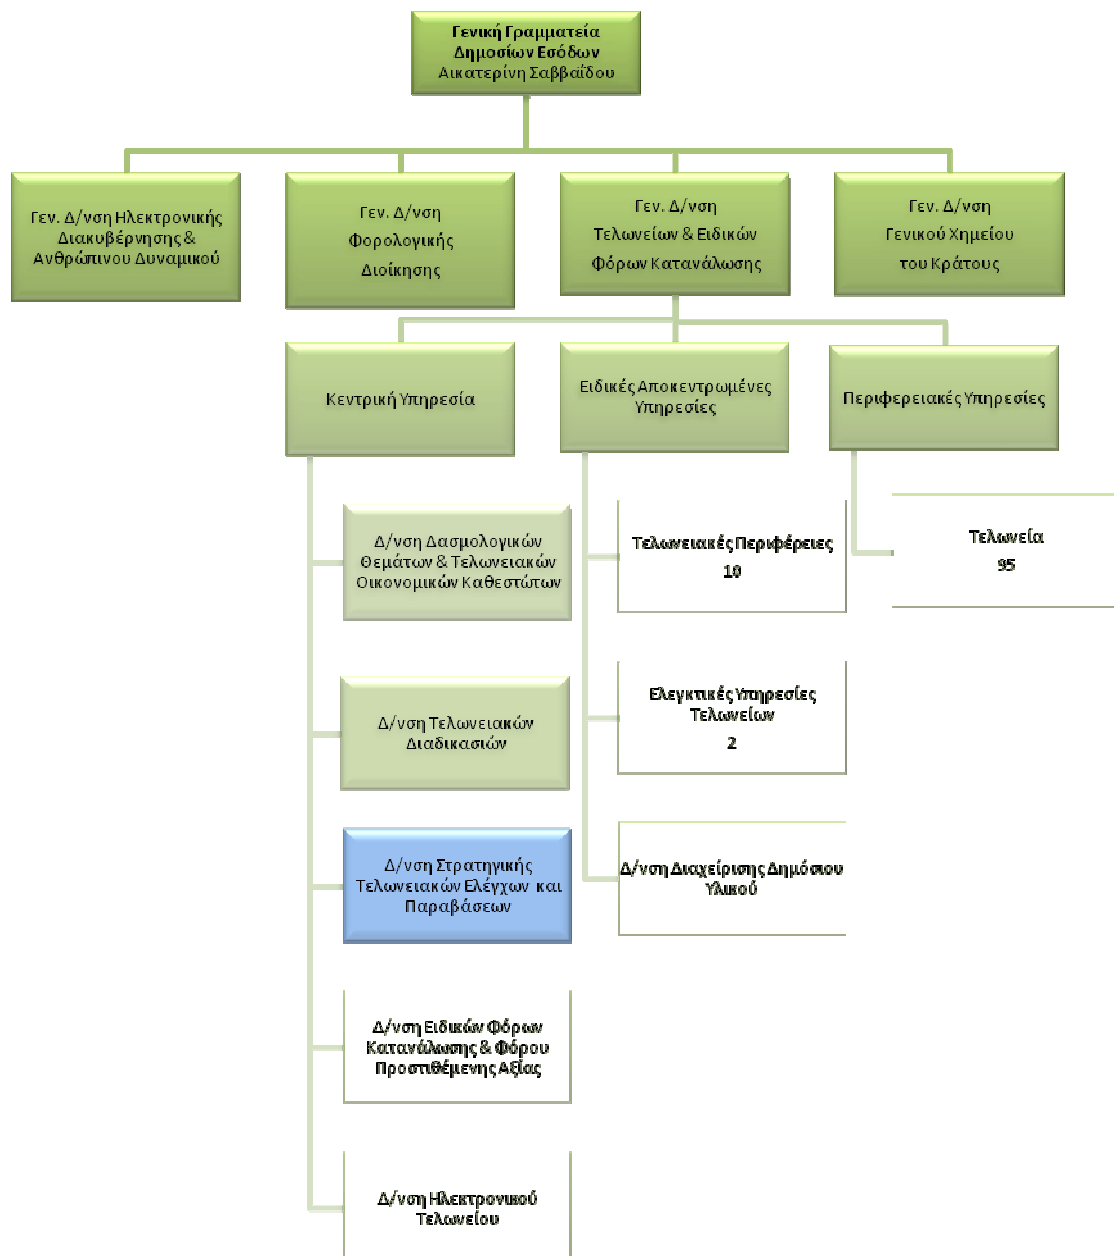 Γενική Γραμματεία
Δημοσίων Εσόδων
Αικατερίνη Σαββαΐδου
Γεν. Δ/νση Ηλεκτρονικής
Διακυβέρνησης &
Ανθρώπινου Δυναμικού
Γεν. Δ/νση
Φορολογικής
Διοίκησης
Γεν. Δ/νση
Τελωνείων & Ειδικών
Φόρων Κατανάλωσης
Γεν. Δ/νση
Γενικού Χημείου
του Κράτους
Κεντρική Υπηρεσία
Ειδικές Αποκεντρωμένες
Υπηρεσίες
Περιφερειακές Υπηρεσίες
Δ/νση Δασμολογικών
Θεμάτων & Τελωνειακών
Οικονομικών Καθεστώτων
Δ/νση Τελωνειακών
Διαδικασιών
Δ/νση Στρατηγικής
Τελωνειακών Ελέγχων και
Παραβάσεων
Δ/νση Ειδικών Φόρων
Κατανάλωσης & Φόρου
Προστιθέμενης Αξίας
Δ/νση Ηλεκτρονικού
Τελωνείου
Τελωνειακές Περιφέρειες
10
Ελεγκτικές Υπηρεσίες
Τελωνείων
2
Δ/νση Διαχείρισης Δημόσιου
Υλικού
Τελωνεία
95